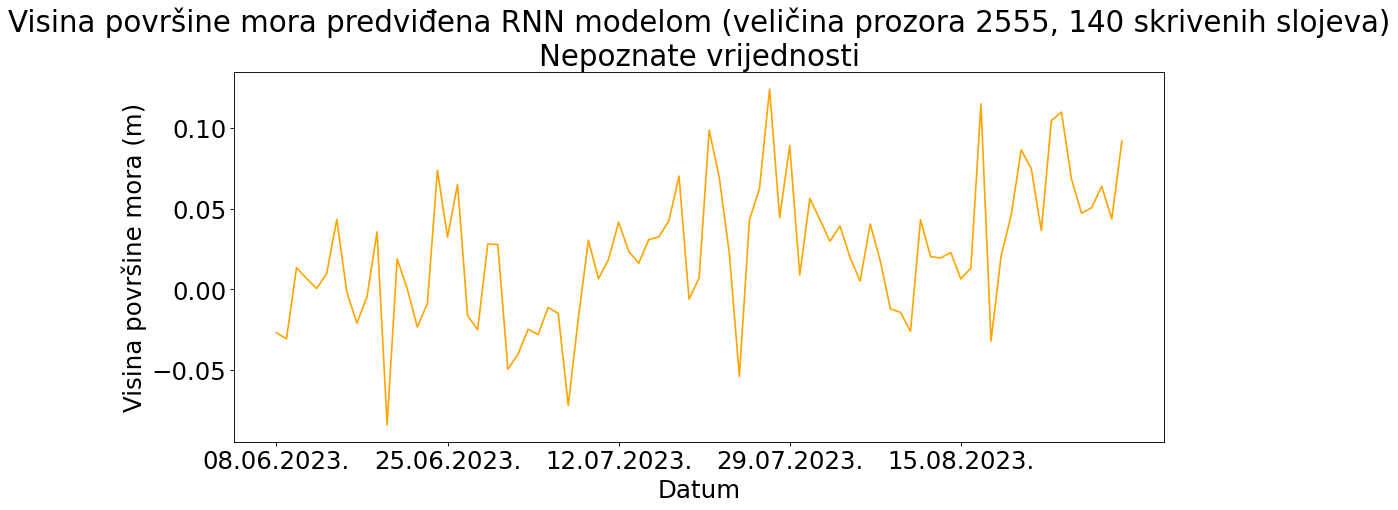 Visina površine mora predviđena RNN modelom (veličina prozora 2555, 140 skrivenih slojeva)
Nepoznate vrijednosti
Visina površine mora (m)
0.10
0.05
0.00
−0.05
08.06.2023. 25.06.2023. 12.07.2023. 29.07.2023. 15.08.2023.
Datum